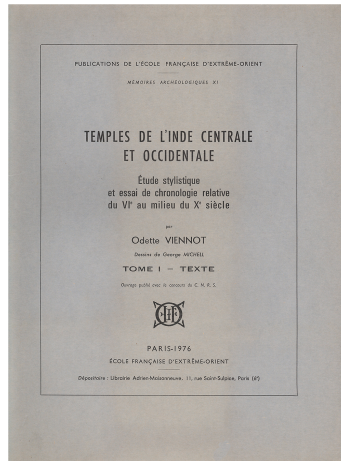 PUBLICATIONS DE L'ÉCOLE FRANÇAISE D'EXTRÊME-ORIENT
MÉMOIRES ARCHÉOLOGIQUES XI
TEMPLES DE L'INDE CENTRALE
ET OCCIDENTALE
Étude stylistique
et essai de chronologie relative
du VIe au milieu du Xe siècle
par
Odette VIENNOT
Dessins de George MICHELL
TOME I – TEXTE
Ouvrage publié avec le concours du C. N. R. S.
PARIS-1976
ÉCOLE FRANÇAISE D'EXTRÊME-ORIENT
Dépositaire : Librairie Adrien-Maisonneuve, 11, rue Saint-Sulpice, Paris (6e)